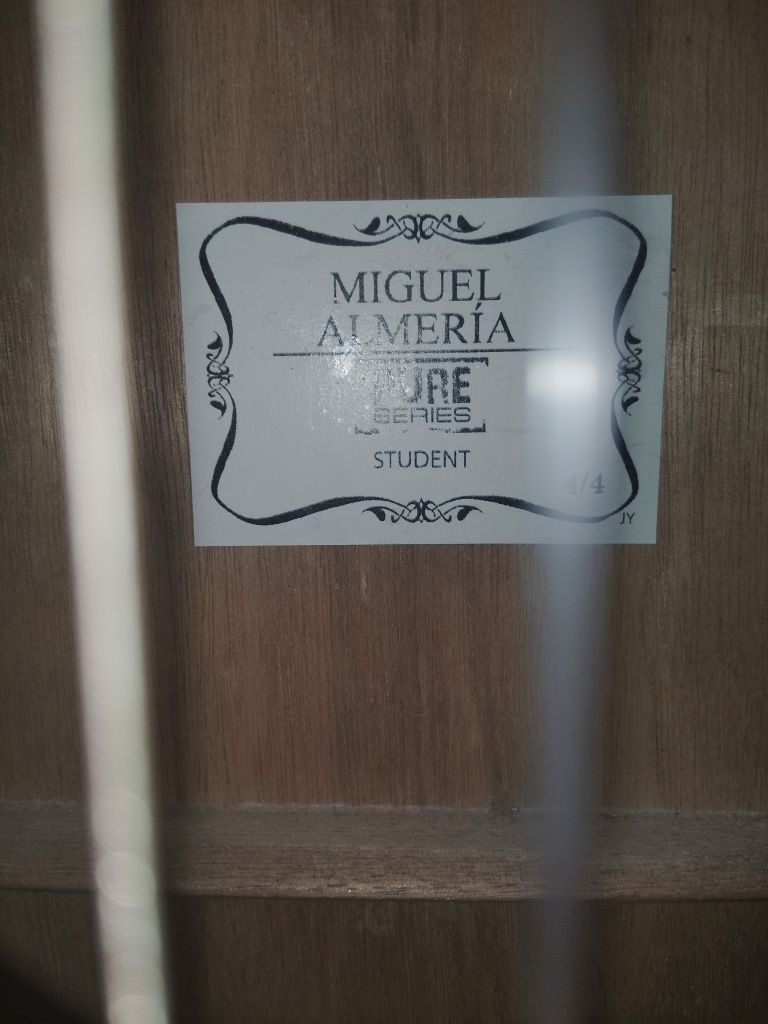 MIGUEL
ALMERÍA
PURE
SERIES
STUDENT
4/4
JY